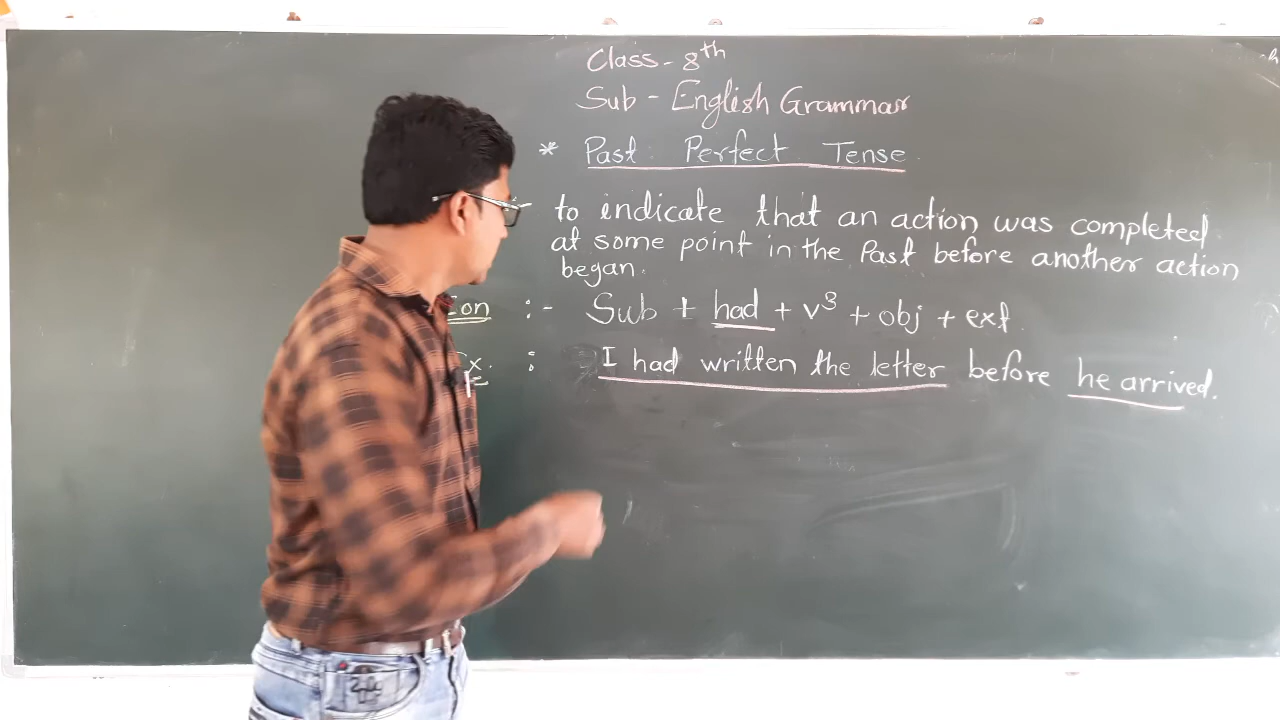 Class - 8th
Sub - English Grammar
* Past Perfect Tense
to indicate that an action was completed
at some point in the Past before another action
began.
:- Sub + had + v3 + obj + ext.
Ex. : I had written the letter before he arrived.